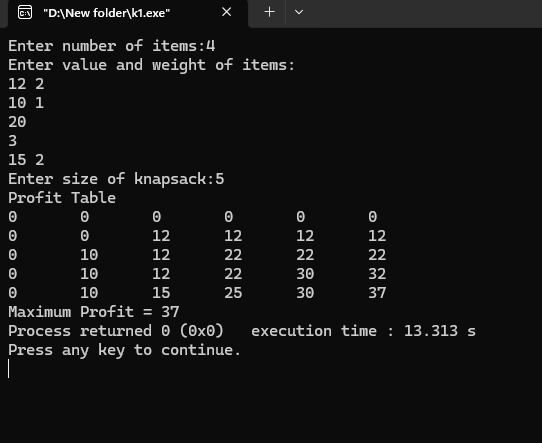 "D:\New folder\k1.exe"
Enter number of items:4
Enter value and weight of items:
12 2
10 1
20
3
15 2
Enter size of knapsack:5
Profit Table
0 0 0 0 0 0
0 0 12 12 12 12
0 10 12 22 22 22
0 10 12 22 30 32
0 10 15 25 30 37
Maximum Profit = 37
Process returned 0 (0x0) execution time : 13.313 s
Press any key to continue.